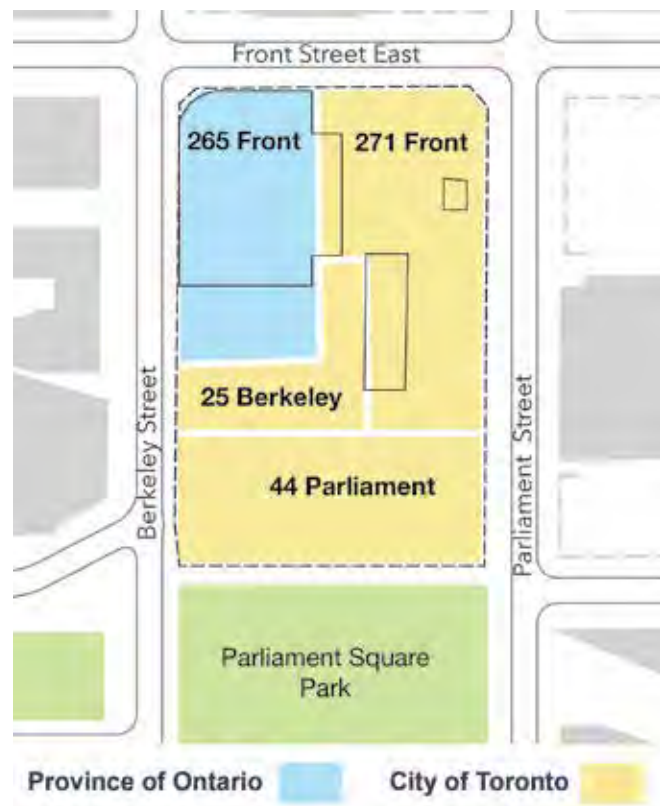 Front Street East
265 Front
271 Front
25 Berkeley
Berkeley Street
44 Parliament
Parliament Street
Parliament Square
Park
Province of Ontario
City of Toronto